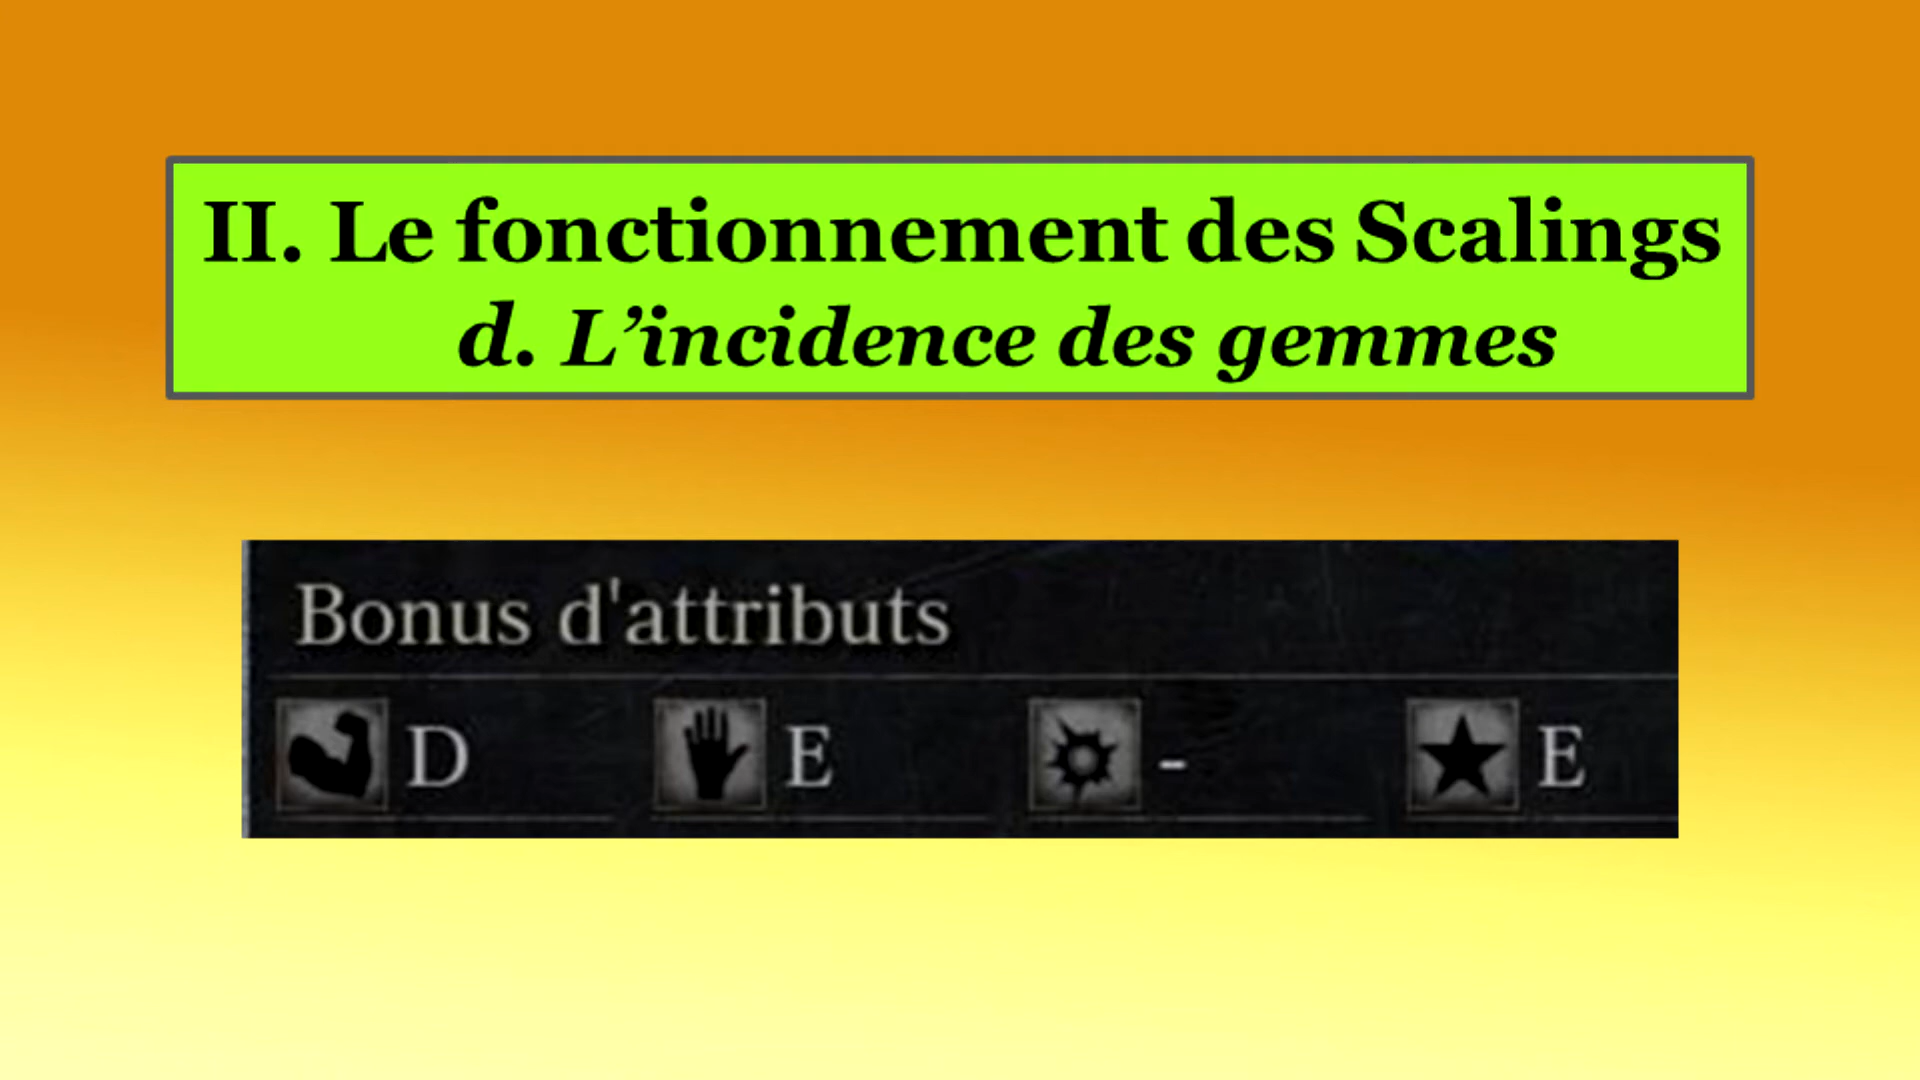 II. Le fonctionnement des Scalings
d. L’incidence des gemmes
Bonus d'attributs
D E - E